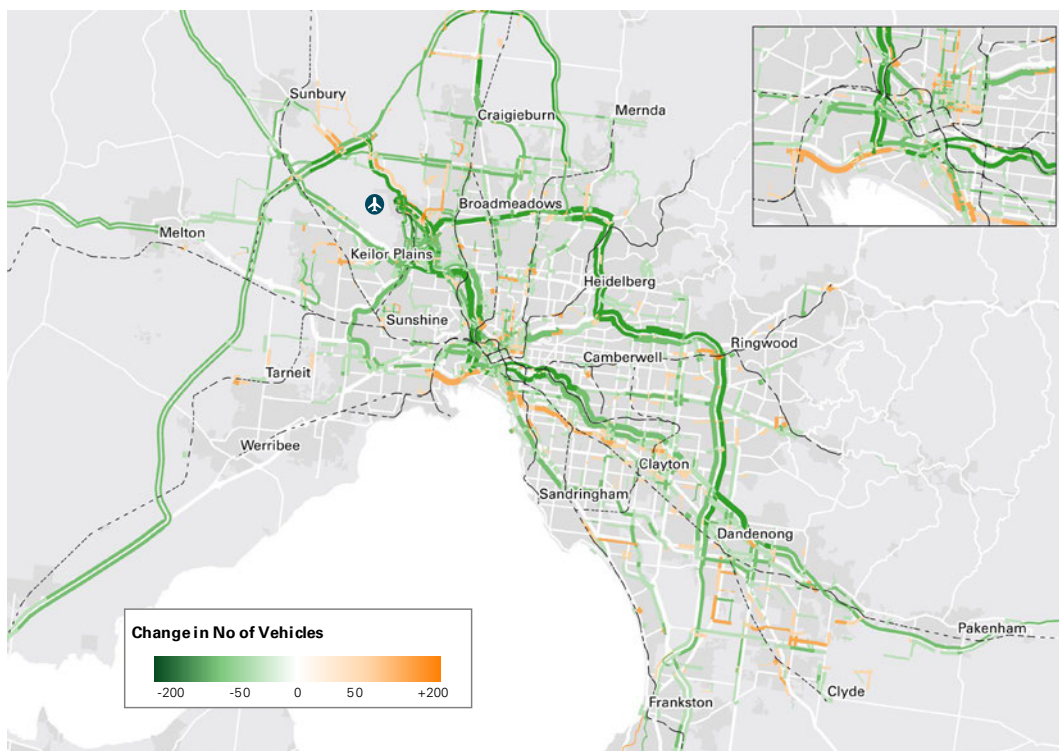 Sunbury
Craigieburn
Mernda
Melton
Broadmeadows
Keilor Plains
Heidelberg
Sunshine
Ringwood
Camberwell
Tarneit
Werribee
Clayton
Sandringham
Dandenong
Pakenham
Clyde
Frankston
Change in No of Vehicles
-200 -50 0 50 +200